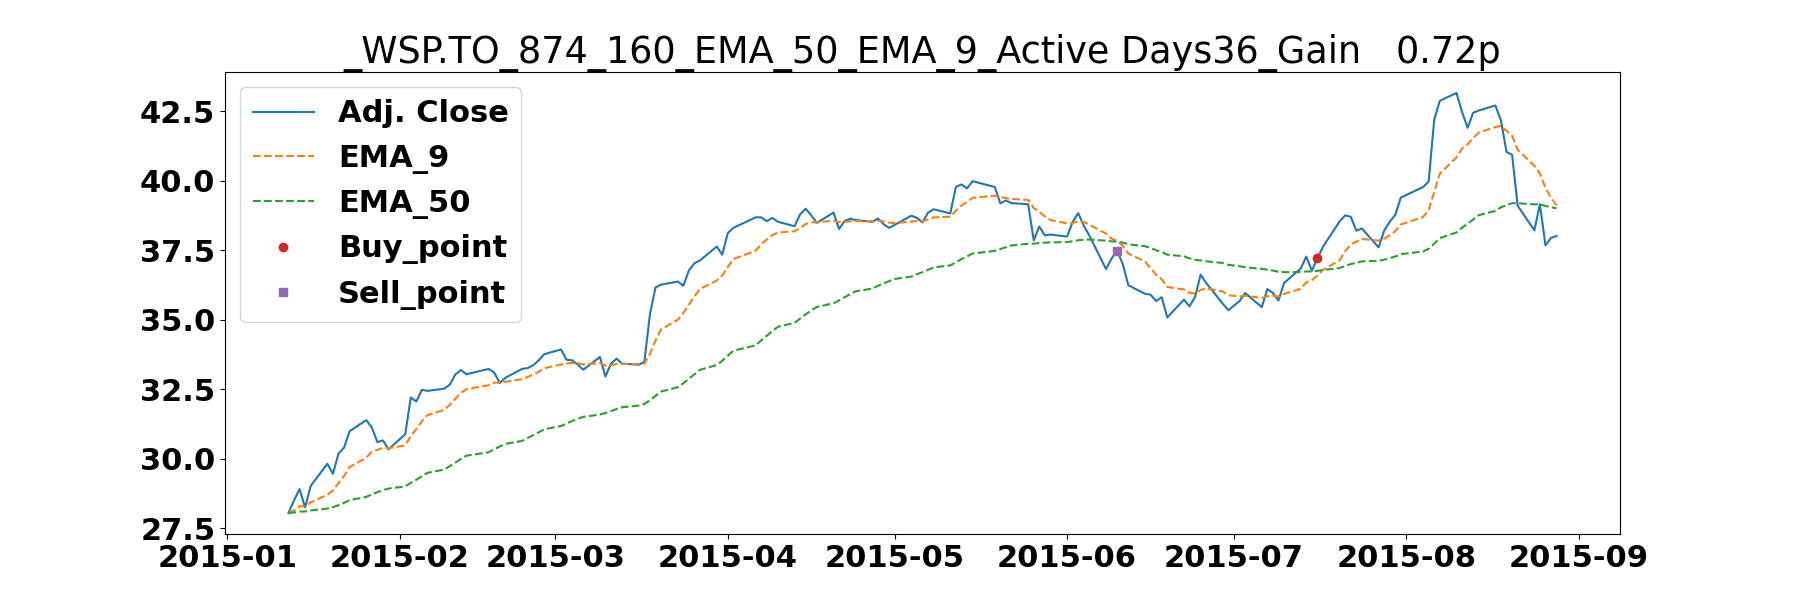 _WSP.TO_874_160_EMA_50_EMA_9_Active Days36_Gain   0.72p
Adj. Close
EMA_9
EMA_50
Buy_point
Sell_point
42.5
40.0
37.5
35.0
32.5
30.0
27.5
2015-01 2015-02 2015-03 2015-04 2015-05 2015-06 2015-07 2015-08 2015-09